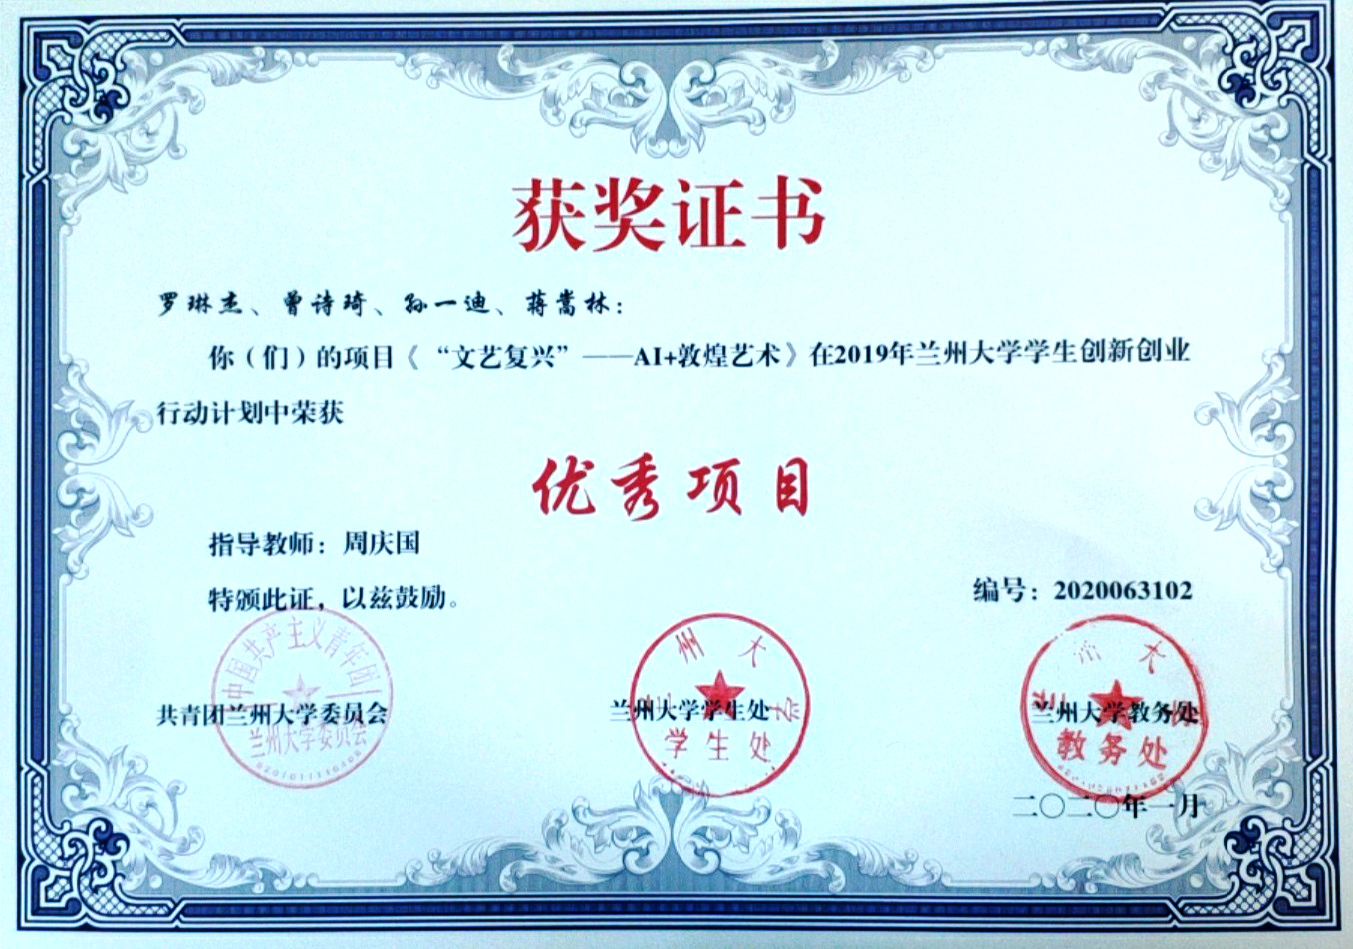 获奖证书
罗琳杰、曾诗琦、孙一迪、蒋嵩林：
你（们）的项目《“文艺复兴”——AI+敦煌艺术》在2019年兰州大学学生创新创业
行动计划中荣获
优秀项目
指导教师：周庆国
特颁此证，以兹鼓励。
编号：2020063102
中国共产主义青年团
兰州大学委员会
共青团兰州大学委员会
州大
兰州大学学生处
学生处
兰州大
兰州大学教务处
教务处
二〇二〇年一月